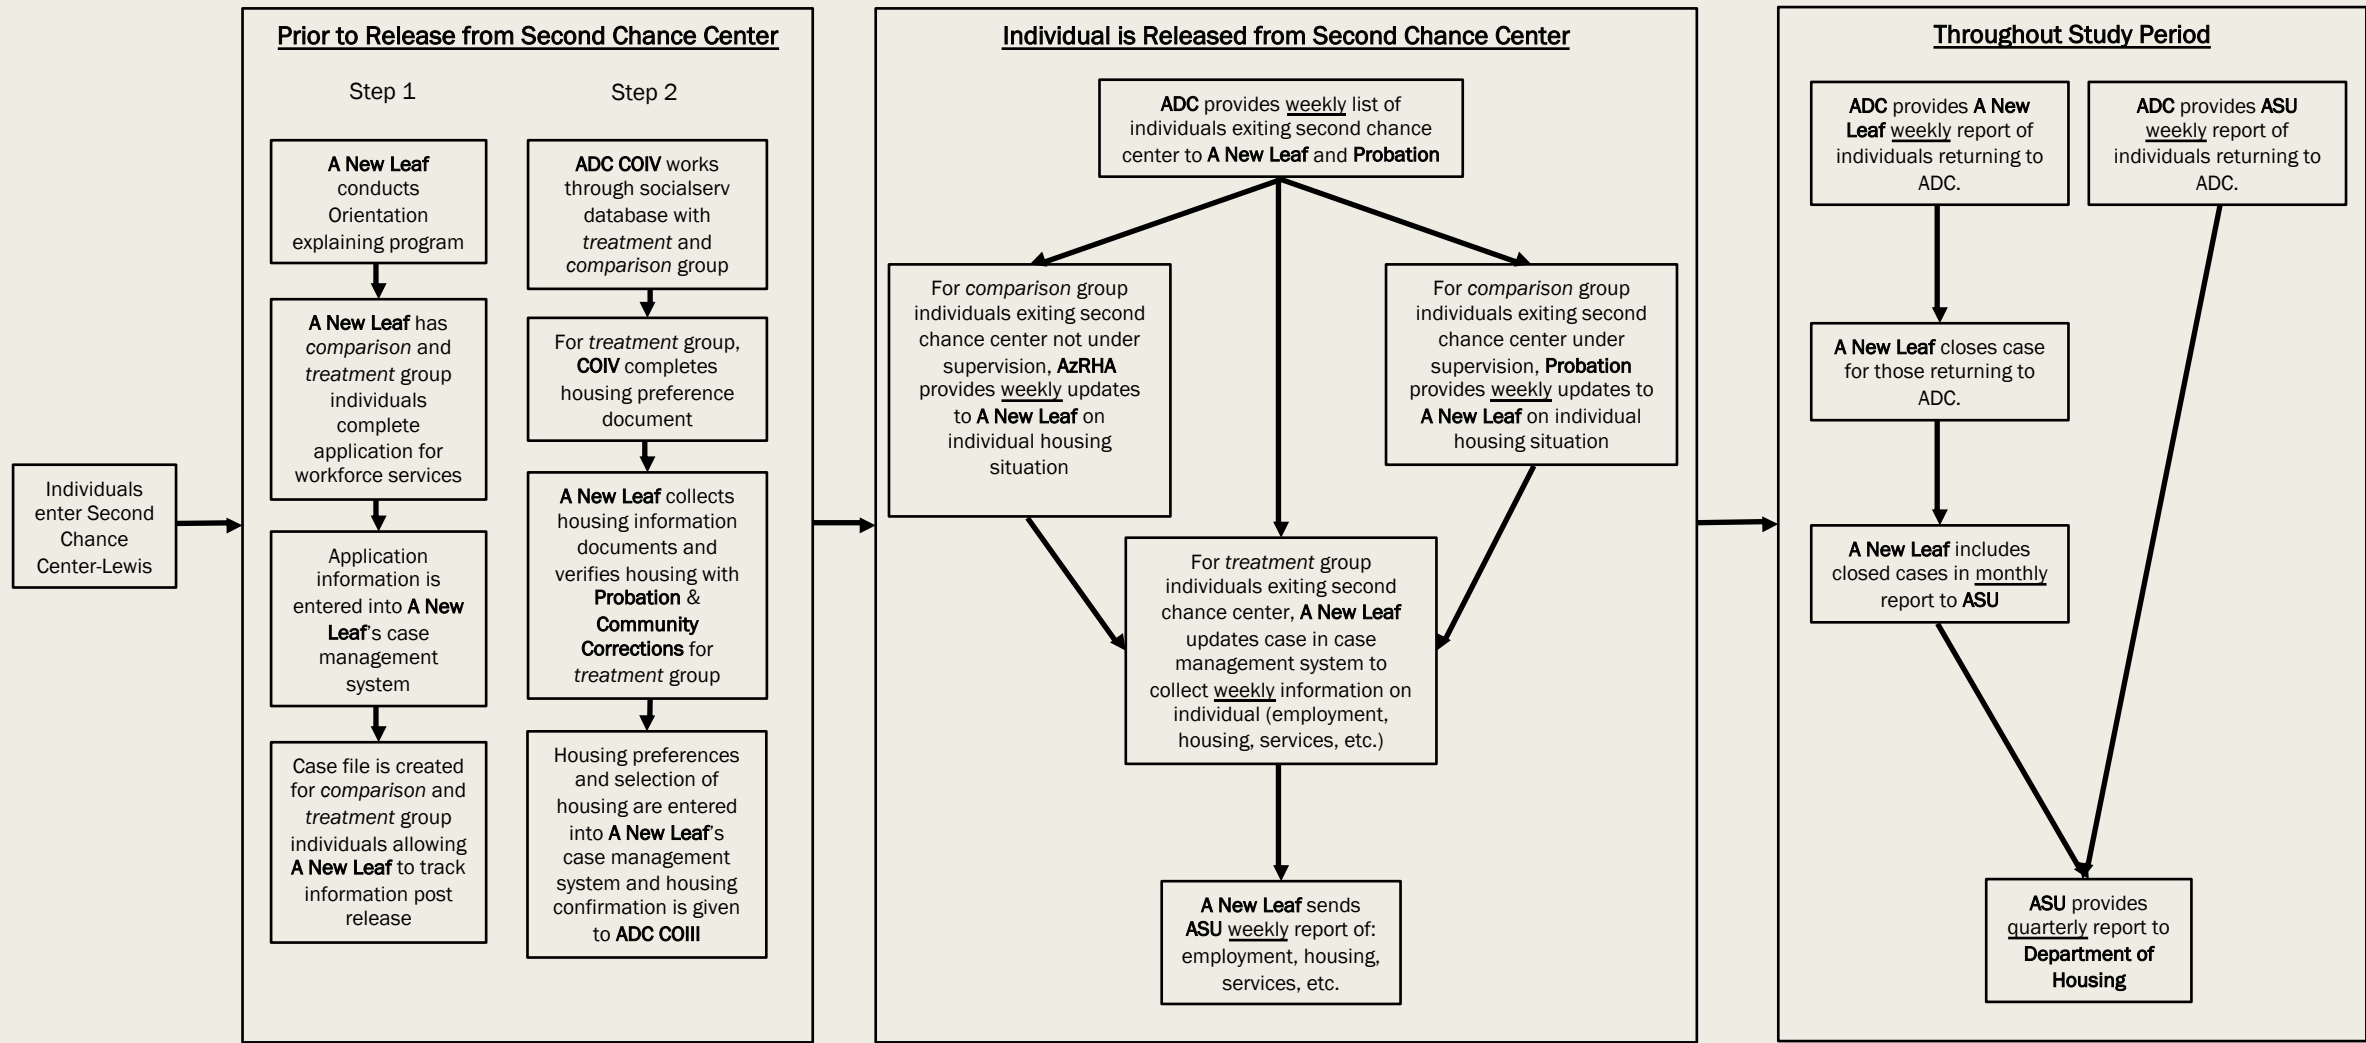 Individuals
enter Second
Chance
Center-Lewis
Prior to Release from Second Chance Center
Step 1
A New Leaf
conducts
Orientation
explaining program
A New Leaf has
comparison and
treatment group
individuals
complete
application for
workforce services
Application
information is
entered into A New
Leaf's case
management
system
Case file is created
for comparison and
treatment group
individuals allowing
A New Leaf to track
information post
release
Step 2
ADC COIV works
through socialserv
database with
treatment and
comparison group
For treatment group,
COIV completes
housing preference
document
A New Leaf collects
housing information
documents and
verifies housing with
Probation &
Community
Corrections for
treatment group
Housing preferences
and selection of
housing are entered
into A New Leaf's
case management
system and housing
confirmation is given
to ADC COIII
Individual is Released from Second Chance Center
ADC provides weekly list of
individuals exiting second chance
center to A New Leaf and Probation
For comparison group
individuals exiting second
chance center not under
supervision, AzRHA
provides weekly updates
to A New Leaf on
individual housing
situation
For comparison group
individuals exiting second
chance center under
supervision, Probation
provides weekly updates to
A New Leaf on individual
housing situation
For treatment group
individuals exiting second
chance center, A New Leaf
updates case in case
management system to
collect weekly information on
individual (employment,
housing, services, etc.)
A New Leaf sends
ASU weekly report of:
employment, housing,
services, etc.
Throughout Study Period
ADC provides A New
Leaf weekly report of
individuals returning to
ADC.
ADC provides ASU
weekly report of
individuals returning to
ADC.
A New Leaf closes case
for those returning to
ADC.
A New Leaf includes
closed cases in monthly
report to ASU
ASU provides
quarterly report to
Department of
Housing